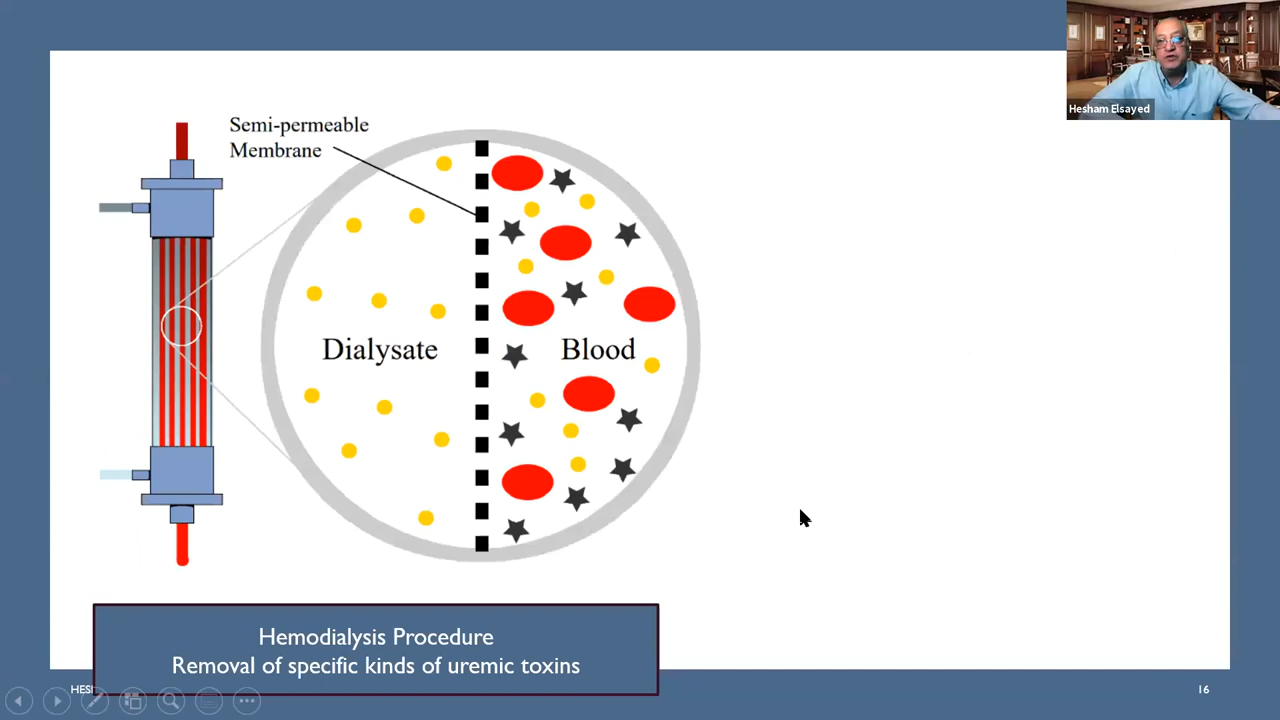 Hesham Elsayed
Semi-permeable
Membrane
Dialysate
Blood
Hemodialysis Procedure
Removal of specific kinds of uremic toxins
16